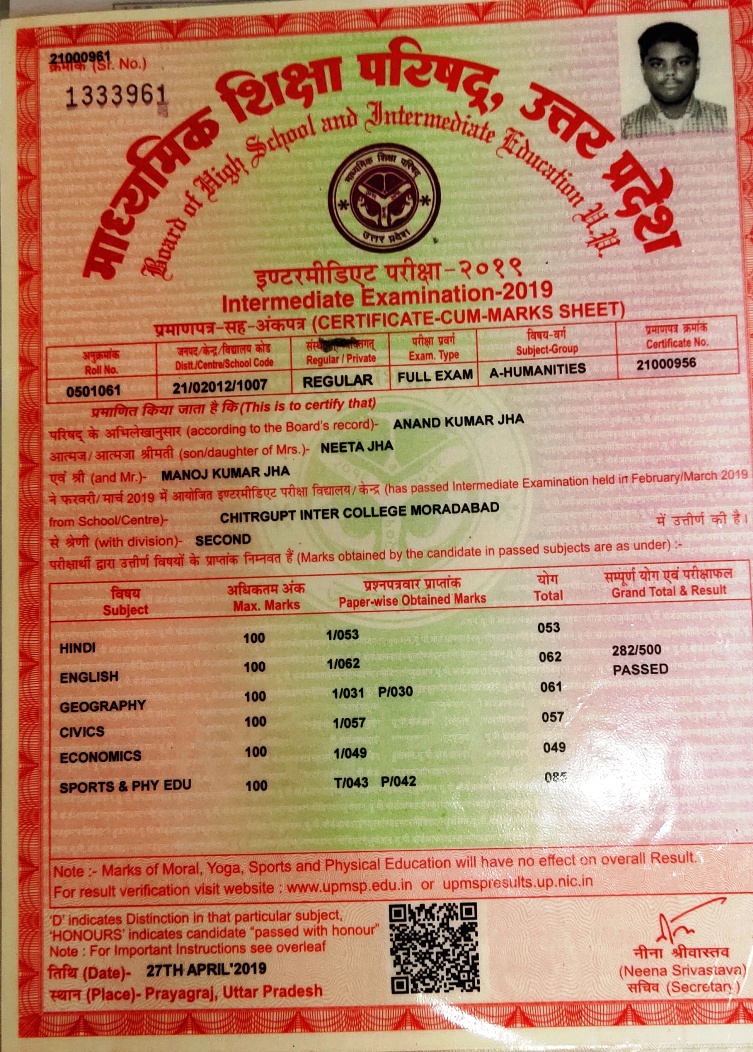 21000961
क्रमांक (Sr. No.)
1333961
माध्यमिक शिक्षा परिषद्, उत्तर प्रदेश
Board of High School and Intermediate Education U.P.
माध्यमिक शिक्षा परिषद्
उत्तर प्रदेश
इण्टरमीडिएट परीक्षा-२०१९
Intermediate Examination-2019
प्रमाणपत्र-सह-अंकपत्र (CERTIFICATE-CUM-MARKS SHEET)
अनुक्रमांक जनपद/केन्द्र/विद्यालय कोड परीक्षा प्रवर्ग विषय-वर्ग प्रमाणपत्र क्रमांक
Roll No. Distt./Centre/School Code Regular / Private Exam. Type Subject-Group Certificate No.
0501061 21/02012/1007 REGULAR FULL EXAM A-HUMANITIES 21000956
प्रमाणित किया जाता है कि (This is to certify that)
परिषद् के अभिलेखानुसार (according to the Board's record)- ANAND KUMAR JHA
आत्मज/आत्मजा श्रीमती (son/daughter of Mrs.)- NEETA JHA
एवं श्री (and Mr.)- MANOJ KUMAR JHA
ने फरवरी/मार्च 2019 में आयोजित इण्टरमीडिएट परीक्षा विद्यालय/केन्द्र (has passed Intermediate Examination held in February/March 2019
from School/Centre)- CHITRGUPT INTER COLLEGE MORADABAD में उत्तीर्ण की है।
से श्रेणी (with division)- SECOND
परीक्षार्थी द्वारा उत्तीर्ण विषयों के प्राप्तांक निम्नवत हैं (Marks obtained by the candidate in passed subjects are as under) :-
विषय अधिकतम अंक प्रश्नपत्रवार प्राप्तांक योग सम्पूर्ण योग एवं परीक्षाफल
Subject Max. Marks Paper-wise Obtained Marks Total Grand Total & Result
HINDI 100 1/053 053 282/500
ENGLISH 100 1/062 062 PASSED
GEOGRAPHY 100 1/031 P/030 061
CIVICS 100 1/057 057
ECONOMICS 100 1/049 049
SPORTS & PHY EDU 100 T/043 P/042 085
Note :- Marks of Moral, Yoga, Sports and Physical Education will have no effect on overall Result.
For result verification visit website : www.upmsp.edu.in or upmspresults.up.nic.in
'D' indicates Distinction in that particular subject,
'HONOURS' indicates candidate "passed with honour"
Note : For Important Instructions see overleaf
तिथि (Date)- 27TH APRIL'2019
स्थान (Place)- Prayagraj, Uttar Pradesh
नीना श्रीवास्तव
(Neena Srivastava)
सचिव (Secretary)